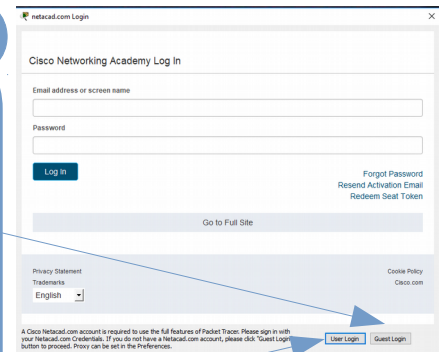 netacad.com Login
Cisco Networking Academy Log In
Email address or screen name
Password
Log In
Forgot Password
Resend Activation Email
Redeem Seat Token
Go to Full Site
Privacy Statement
Cookie Policy
Trademarks
Cisco.com
English
A Cisco Netacad.com account is required to use the full features of Packet Tracer. Please sign in with
your Netacad.com Credentials. If you do not have a Netacad.com account, please click "Guest Login"
button to proceed. Proxy can be set in the Preferences.
User Login
Guest Login